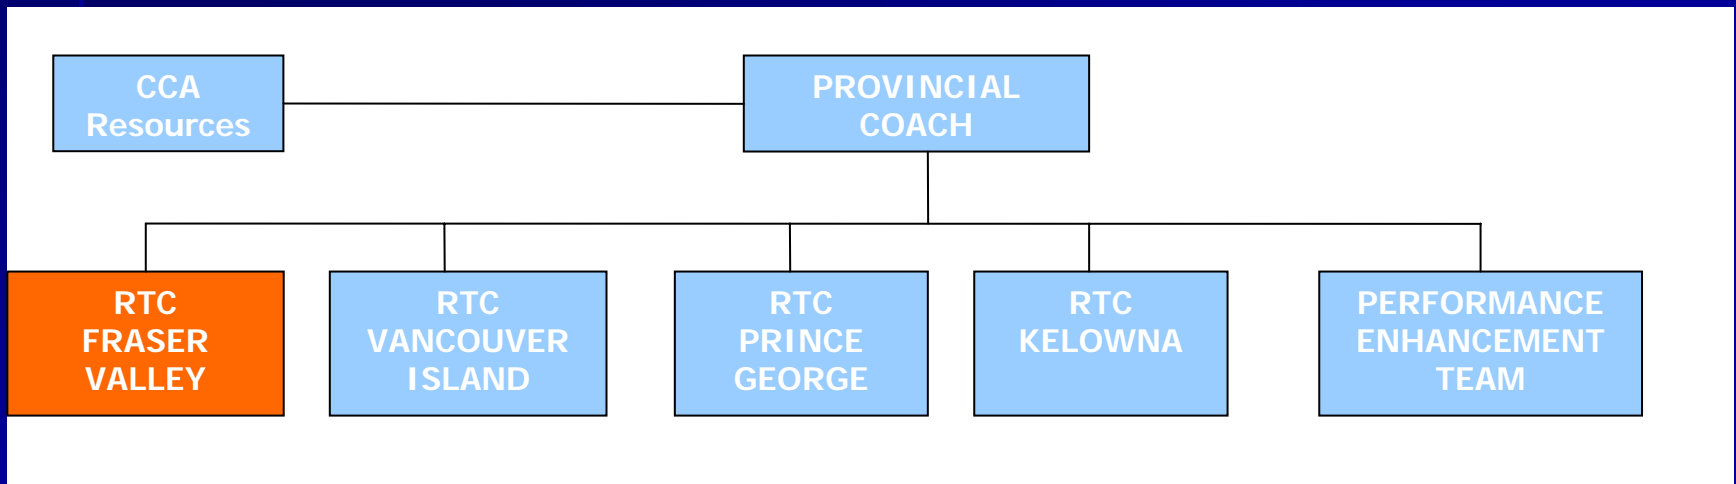 CCA
Resources
PROVINCIAL
COACH
RTC
FRASER
VALLEY
RTC
VANCOUVER
ISLAND
RTC
PRINCE
GEORGE
RTC
KELOWNA
PERFORMANCE
ENHANCEMENT
TEAM